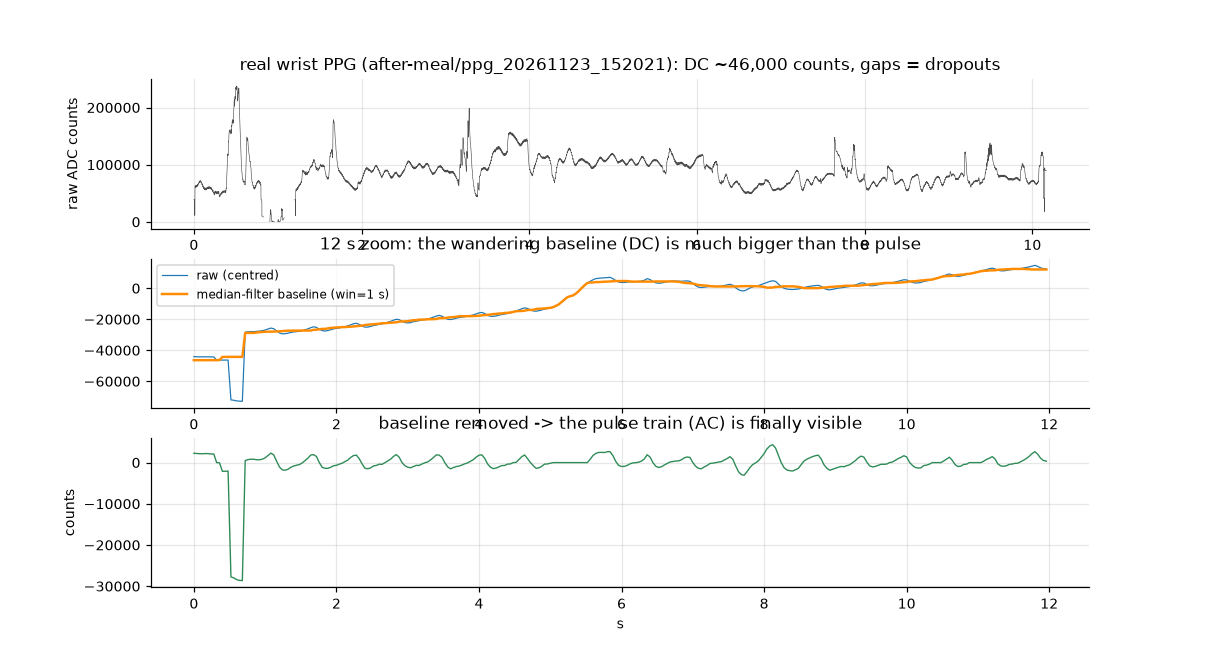 real wrist PPG (after-meal/ppg_20261123_152021): DC ~46,000 counts, gaps = dropouts
raw ADC counts
200000
100000
0
0 2 4 6 8 10
12 s zoom: the wandering baseline (DC) is much bigger than the pulse
raw (centred)
median-filter baseline (win=1 s)
0
−20000
−40000
−60000
0 2 4 6 8 10 12
baseline removed -> the pulse train (AC) is finally visible
counts
0
−10000
−20000
−30000
0 2 4 6 8 10 12
s